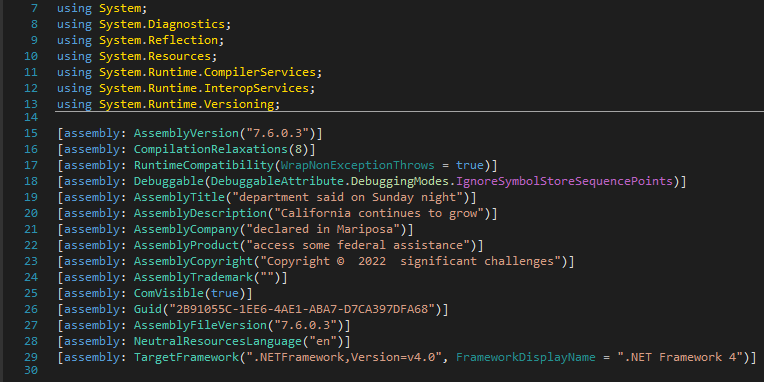 7 using System;
8 using System.Diagnostics;
9 using System.Reflection;
10 using System.Resources;
11 using System.Runtime.CompilerServices;
12 using System.Runtime.InteropServices;
13 using System.Runtime.Versioning;
14
15 [assembly: AssemblyVersion("7.6.0.3")]
16 [assembly: CompilationRelaxations(8)]
17 [assembly: RuntimeCompatibility(WrapNonExceptionThrows = true)]
18 [assembly: Debuggable(DebuggableAttribute.DebuggingModes.IgnoreSymbolStoreSequencePoints)]
19 [assembly: AssemblyTitle("department said on Sunday night")]
20 [assembly: AssemblyDescription("California continues to grow")]
21 [assembly: AssemblyCompany("declared in Mariposa")]
22 [assembly: AssemblyProduct("access some federal assistance")]
23 [assembly: AssemblyCopyright("Copyright ©  2022  significant challenges")]
24 [assembly: AssemblyTrademark("")]
25 [assembly: ComVisible(true)]
26 [assembly: Guid("2B91055C-1EE6-4AE1-ABA7-D7CA397DFA68")]
27 [assembly: AssemblyFileVersion("7.6.0.3")]
28 [assembly: NeutralResourcesLanguage("en")]
29 [assembly: TargetFramework(".NETFramework,Version=v4.0", FrameworkDisplayName = ".NET Framework 4")]
30